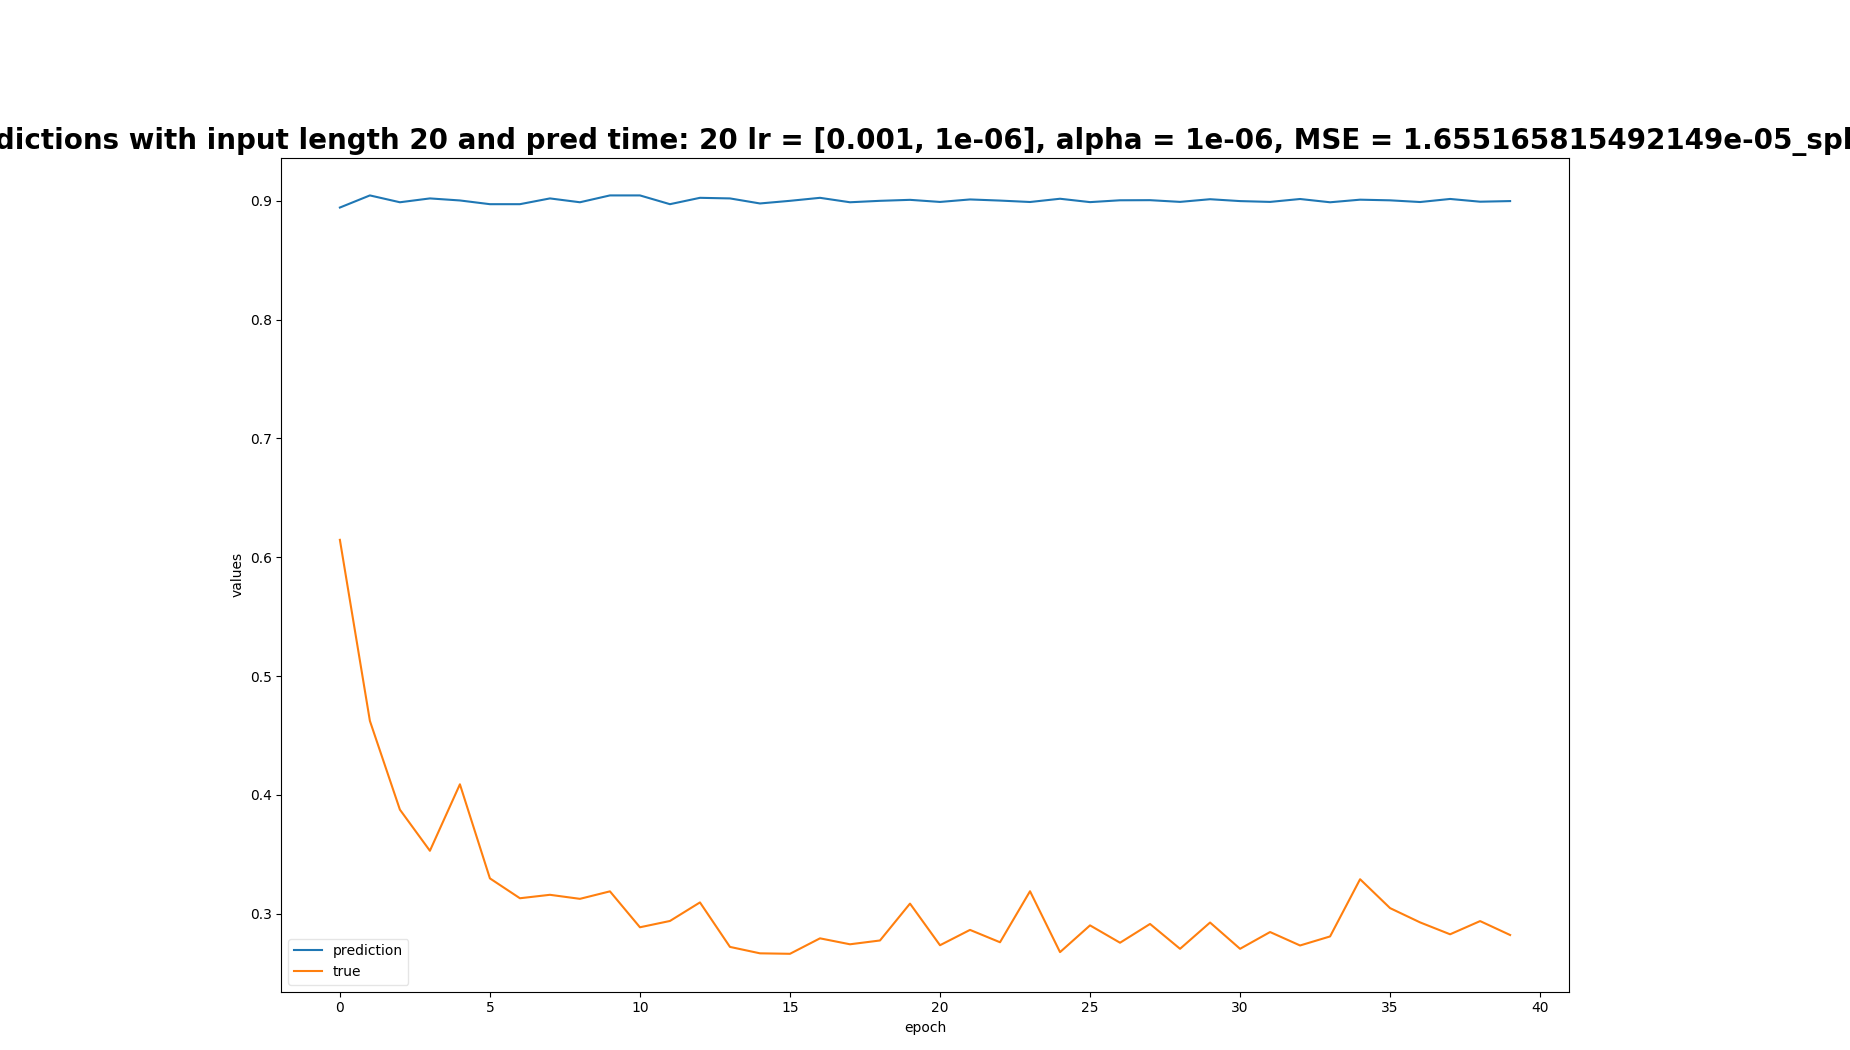 dictions with input length 20 and pred time: 20 lr = [0.001, 1e-06], alpha = 1e-06, MSE = 1.655165815492149e-05_spl
0.9
0.8
0.7
0.6
0.5
0.4
0.3
values
prediction
true
0 5 10 15 20 25 30 35 40
epoch